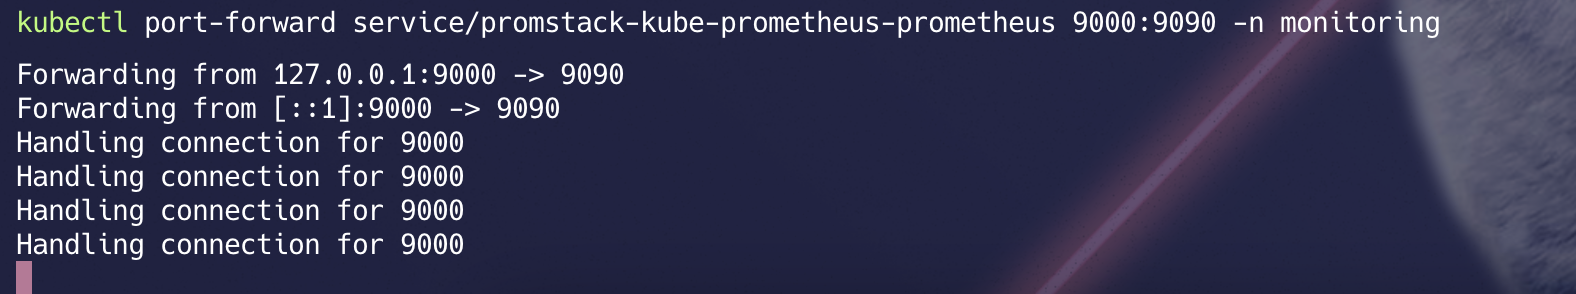 kubectl port-forward service/promstack-kube-prometheus-prometheus 9000:9090 -n monitoring
Forwarding from 127.0.0.1:9000 -> 9090
Forwarding from [::1]:9000 -> 9090
Handling connection for 9000
Handling connection for 9000
Handling connection for 9000
Handling connection for 9000